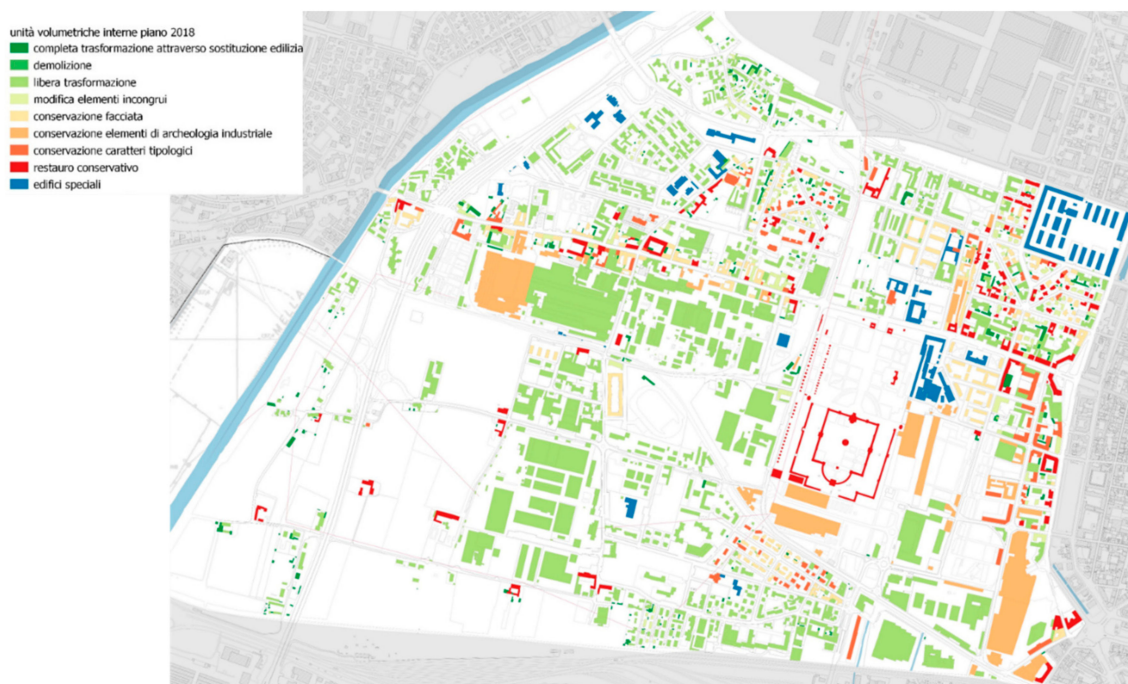 unità volumetriche interne piano 2018
completa trasformazione attraverso sostituzione edilizia
demolizione
libera trasformazione
modifica elementi incongrui
conservazione facciata
conservazione elementi di archeologia industriale
conservazione caratteri tipologici
restauro conservativo
edifici speciali